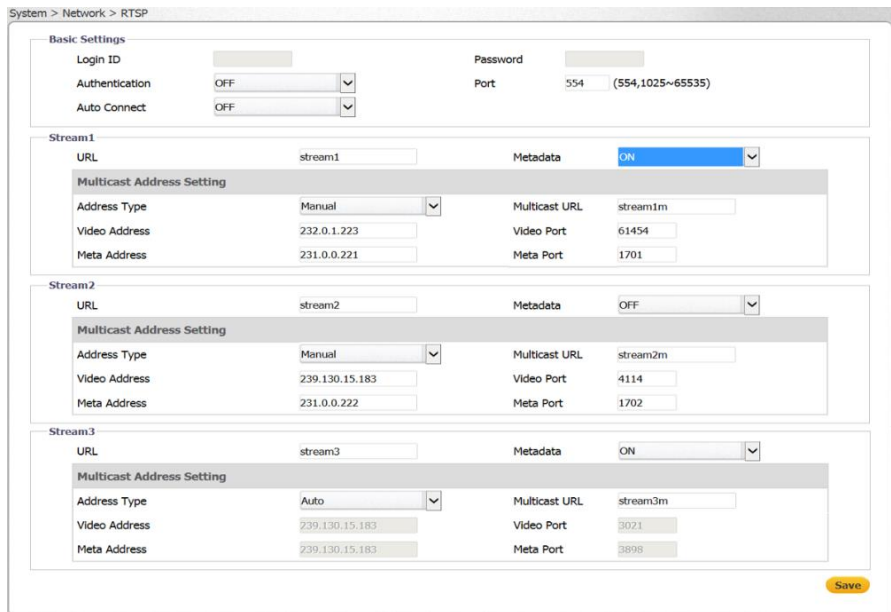 System > Network > RTSP
Basic Settings
Login ID Password
Authentication OFF Port 554 (554,1025~65535)
Auto Connect OFF
Stream1
URL stream1 Metadata ON
Multicast Address Setting
Address Type Manual Multicast URL stream1m
Video Address 232.0.1.223 Video Port 61454
Meta Address 231.0.0.221 Meta Port 1701
Stream2
URL stream2 Metadata OFF
Multicast Address Setting
Address Type Manual Multicast URL stream2m
Video Address 239.130.15.183 Video Port 4114
Meta Address 231.0.0.222 Meta Port 1702
Stream3
URL stream3 Metadata ON
Multicast Address Setting
Address Type Auto Multicast URL stream3m
Video Address 239.130.15.183 Video Port 3021
Meta Address 239.130.15.183 Meta Port 3898
Save